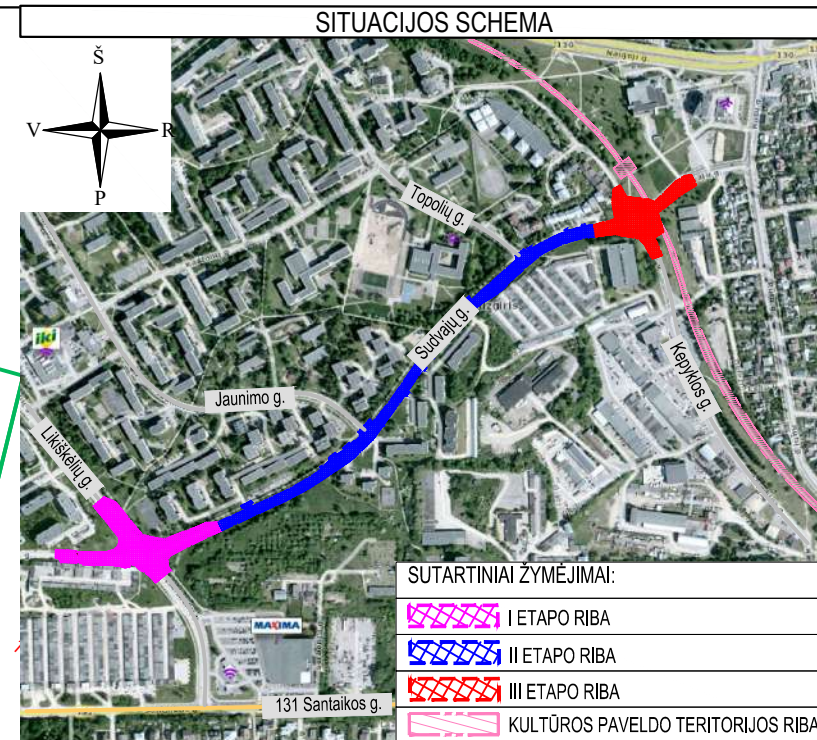 SITUACIJOS SCHEMA
Š
V
R
P
130
Topolių g.
Sudvajų g.
iki
Jaunimo g.
Kepyklos g.
Likiškėlių g.
MAXIMA
131 Santaikos g.
SUTARTINIAI ŽYMĖJIMAI:
I ETAPO RIBA
II ETAPO RIBA
III ETAPO RIBA
KULTŪROS PAVELDO TERITORIJOS RIBA